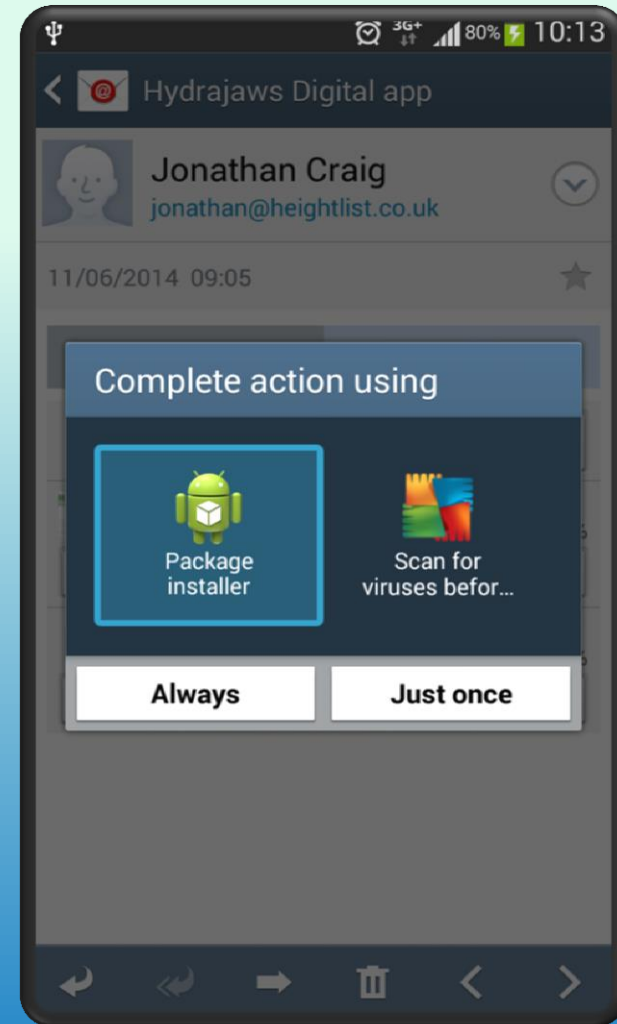 3G+ 80% 10:13
Hydrajaws Digital app
Jonathan Craig
jonathan@heightlist.co.uk
11/06/2014 09:05
Complete action using
Package
installer
Scan for
viruses befor...
Always
Just once